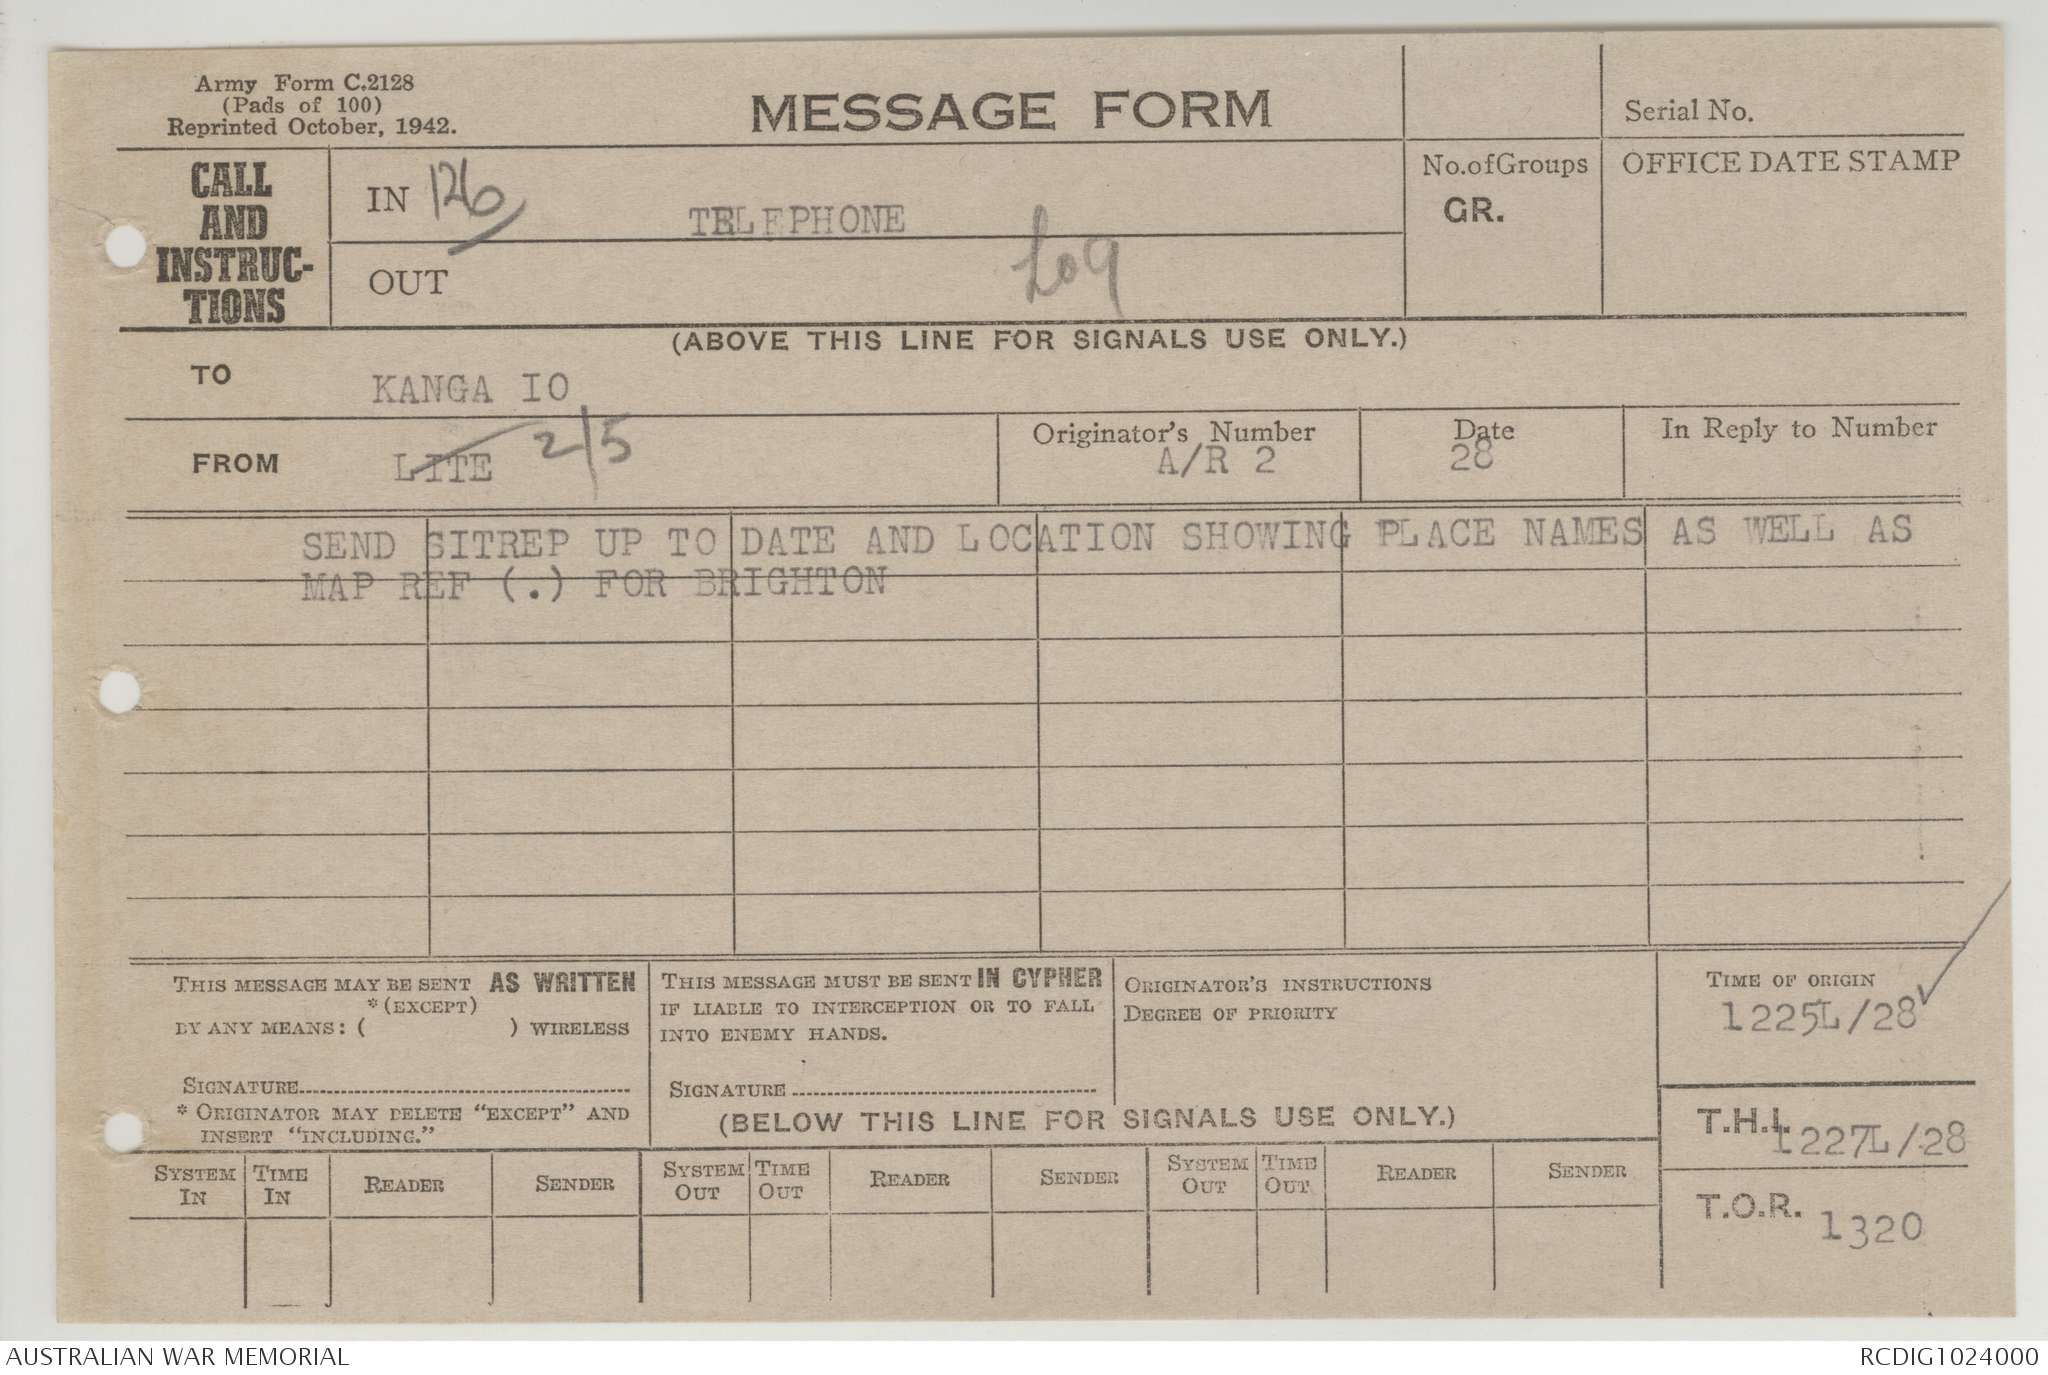 Army Form C.2128
(Pads of 100)
Reprinted October, 1942.
MESSAGE FORM
Serial No.
CALL
AND
INSTRUC-
TIONS
IN 126
TELEPHONE
OUT
Log
No. of Groups
GR.
OFFICE DATE STAMP
(ABOVE THIS LINE FOR SIGNALS USE ONLY.)
TO KANGA IO
FROM LITE 2/5
Originator's Number
A/R 2
Date
28
In Reply to Number
SEND SITREP UP TO DATE AND LOCATION SHOWING PLACE NAMES AS WELL AS
MAP REF (.) FOR BRIGHTON
THIS MESSAGE MAY BE SENT AS WRITTEN
*(EXCEPT)
BY ANY MEANS: ( ) WIRELESS
SIGNATURE
* ORIGINATOR MAY DELETE "EXCEPT" AND
INSERT "INCLUDING."
THIS MESSAGE MUST BE SENT IN CYPHER
IF LIABLE TO INTERCEPTION OR TO FALL
INTO ENEMY HANDS.
SIGNATURE
ORIGINATOR'S INSTRUCTIONS
DEGREE OF PRIORITY
TIME OF ORIGIN
1225L/28
(BELOW THIS LINE FOR SIGNALS USE ONLY.)
T.H.I. 1227L/28
T.O.R. 1320
SYSTEM IN
TIME IN
READER
SENDER
SYSTEM OUT
TIME OUT
READER
SENDER
SYSTEM OUT
TIME OUT
READER
SENDER
AUSTRALIAN WAR MEMORIAL
RCDIG1024000